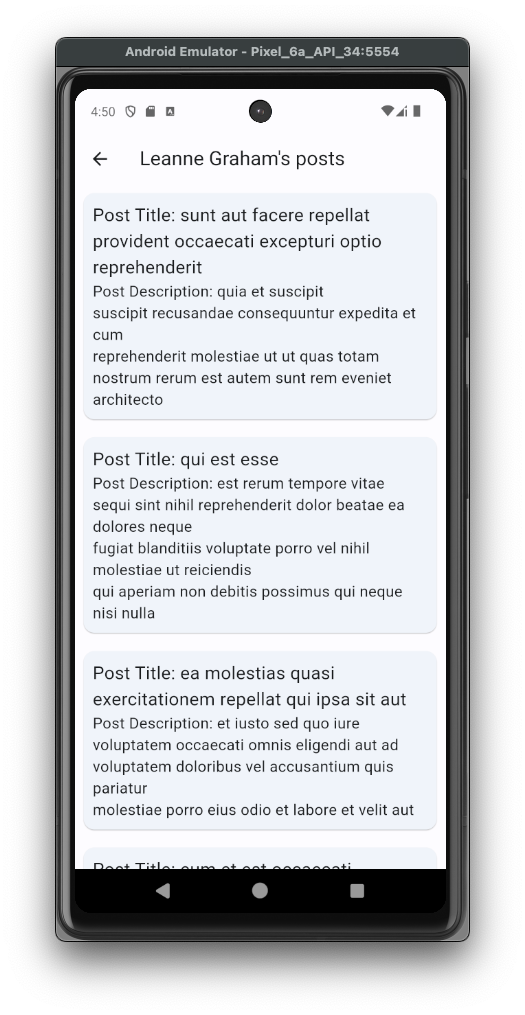 Android Emulator - Pixel_6a_API_34:5554
4:50
Leanne Graham's posts
Post Title: sunt aut facere repellat
provident occaecati excepturi optio
reprehenderit
Post Description: quia et suscipit
suscipit recusandae consequuntur expedita et
cum
reprehenderit molestiae ut ut quas totam
nostrum rerum est autem sunt rem eveniet
architecto
Post Title: qui est esse
Post Description: est rerum tempore vitae
sequi sint nihil reprehenderit dolor beatae ea
dolores neque
fugiat blanditiis voluptate porro vel nihil
molestiae ut reiciendis
qui aperiam non debitis possimus qui neque
nisi nulla
Post Title: ea molestias quasi
exercitationem repellat qui ipsa sit aut
Post Description: et iusto sed quo iure
voluptatem occaecati omnis eligendi aut ad
voluptatem doloribus vel accusantium quis
pariatur
molestiae porro eius odio et labore et velit aut
Post Title: eum et est occaecati